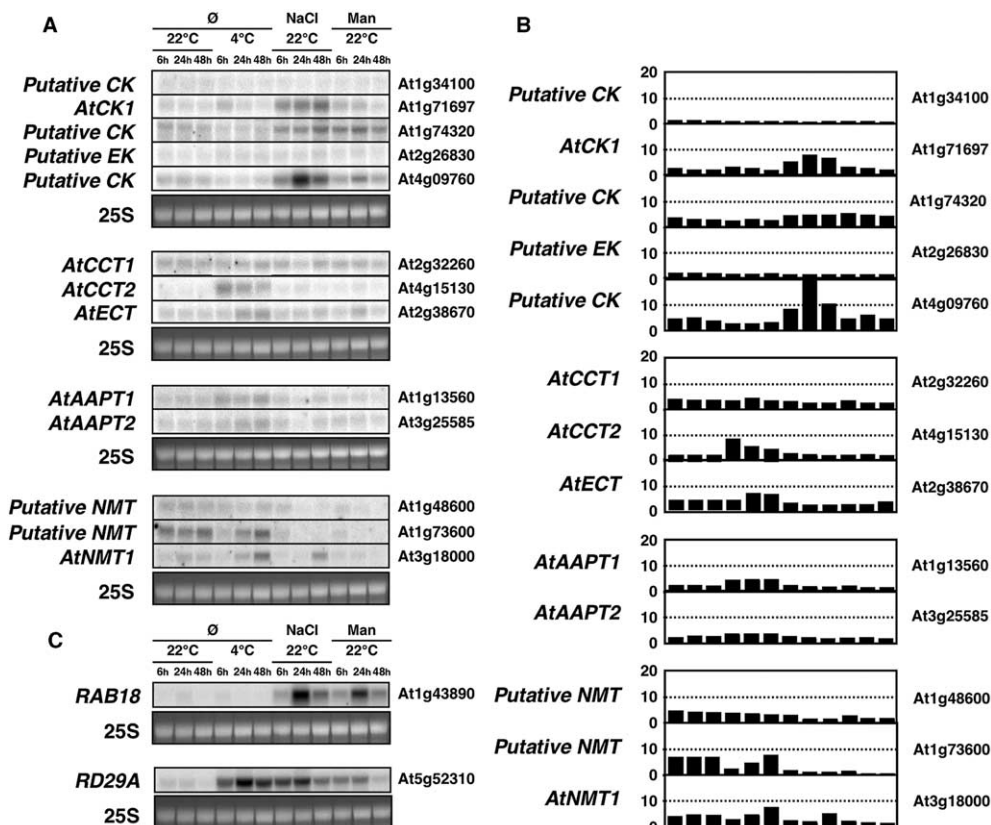 A
Ø NaCl Man
22°C 4°C 22°C 22°C
6h 24h 48h 6h 24h 48h 6h 24h 48h 6h 24h 48h
Putative CK At1g34100
AtCK1 At1g71697
Putative CK At1g74320
Putative EK At2g26830
Putative CK At4g09760
25S
AtCCT1 At2g32260
AtCCT2 At4g15130
AtECT At2g38670
25S
AtAAPT1 At1g13560
AtAAPT2 At3g25585
25S
Putative NMT At1g48600
Putative NMT At1g73600
AtNMT1 At3g18000
25S
C
Ø NaCl Man
22°C 4°C 22°C 22°C
6h 24h 48h 6h 24h 48h 6h 24h 48h 6h 24h 48h
RAB18 At1g43890
25S
RD29A At5g52310
25S
B
20
Putative CK 10 At1g34100
0
AtCK1 10 At1g71697
0
Putative CK 10 At1g74320
0
Putative EK 10 At2g26830
0
Putative CK 10 At4g09760
0
20
AtCCT1 10 At2g32260
0
AtCCT2 10 At4g15130
0
AtECT 10 At2g38670
0
20
AtAAPT1 10 At1g13560
0
AtAAPT2 10 At3g25585
0
20
Putative NMT 10 At1g48600
0
Putative NMT 10 At1g73600
0
AtNMT1 10 At3g18000
0